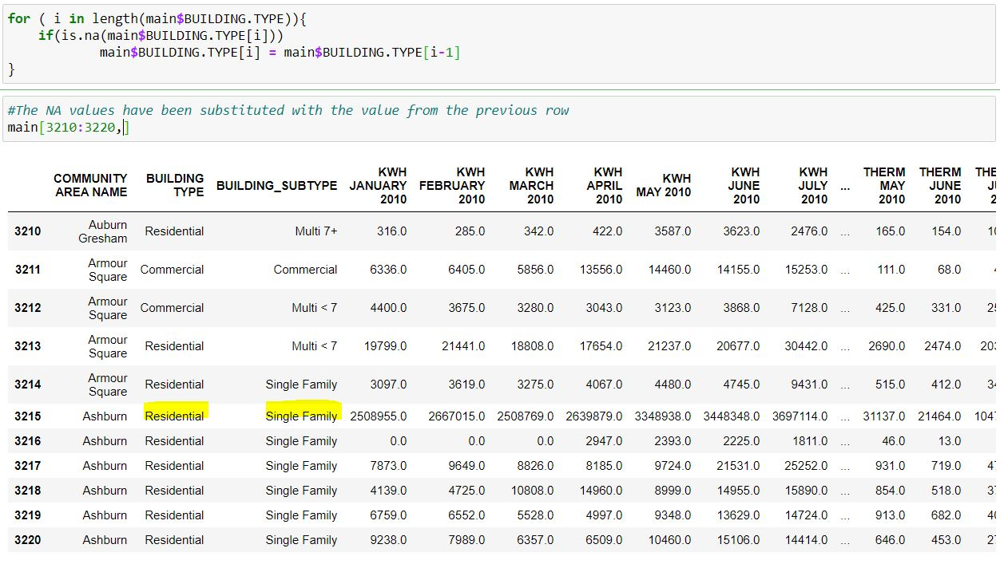 for ( i in length(main$BUILDING.TYPE)){
if(is.na(main$BUILDING.TYPE[i]))
main$BUILDING.TYPE[i] = main$BUILDING.TYPE[i-1]
}
#The NA values have been substituted with the value from the previous row
main[3210:3220,]
COMMUNITY AREA NAME BUILDING TYPE BUILDING_SUBTYPE KWH JANUARY 2010 KWH FEBRUARY 2010 KWH MARCH 2010 KWH APRIL 2010 KWH MAY 2010 KWH JUNE 2010 KWH JULY 2010 ... THERM MAY 2010 THERM JUNE 2010
3210 Auburn Gresham Residential Multi 7+ 316.0 285.0 342.0 422.0 3587.0 3623.0 2476.0 ... 165.0 154.0
3211 Armour Square Commercial Commercial 6336.0 6405.0 5856.0 13556.0 14460.0 14155.0 15253.0 ... 111.0 68.0
3212 Armour Square Commercial Multi < 7 4400.0 3675.0 3280.0 3043.0 3123.0 3868.0 7128.0 ... 425.0 331.0
3213 Armour Square Residential Multi < 7 19799.0 21441.0 18808.0 17654.0 21237.0 20677.0 30442.0 ... 2690.0 2474.0
3214 Armour Square Residential Single Family 3097.0 3619.0 3275.0 4067.0 4480.0 4745.0 9431.0 ... 515.0 412.0
3215 Ashburn Residential Single Family 2508955.0 2667015.0 2508769.0 2639879.0 3348938.0 3448348.0 3697114.0 ... 31137.0 21464.0
3216 Ashburn Residential Single Family 0.0 0.0 0.0 2947.0 2393.0 2225.0 1811.0 ... 46.0 13.0
3217 Ashburn Residential Single Family 7873.0 9649.0 8826.0 8185.0 9724.0 21531.0 25252.0 ... 931.0 719.0
3218 Ashburn Residential Single Family 4139.0 4725.0 10808.0 14960.0 8999.0 14955.0 15890.0 ... 854.0 518.0
3219 Ashburn Residential Single Family 6759.0 6552.0 5528.0 4997.0 9348.0 13629.0 14724.0 ... 913.0 682.0
3220 Ashburn Residential Single Family 9238.0 7989.0 6357.0 6509.0 10460.0 15106.0 14414.0 ... 646.0 453.0